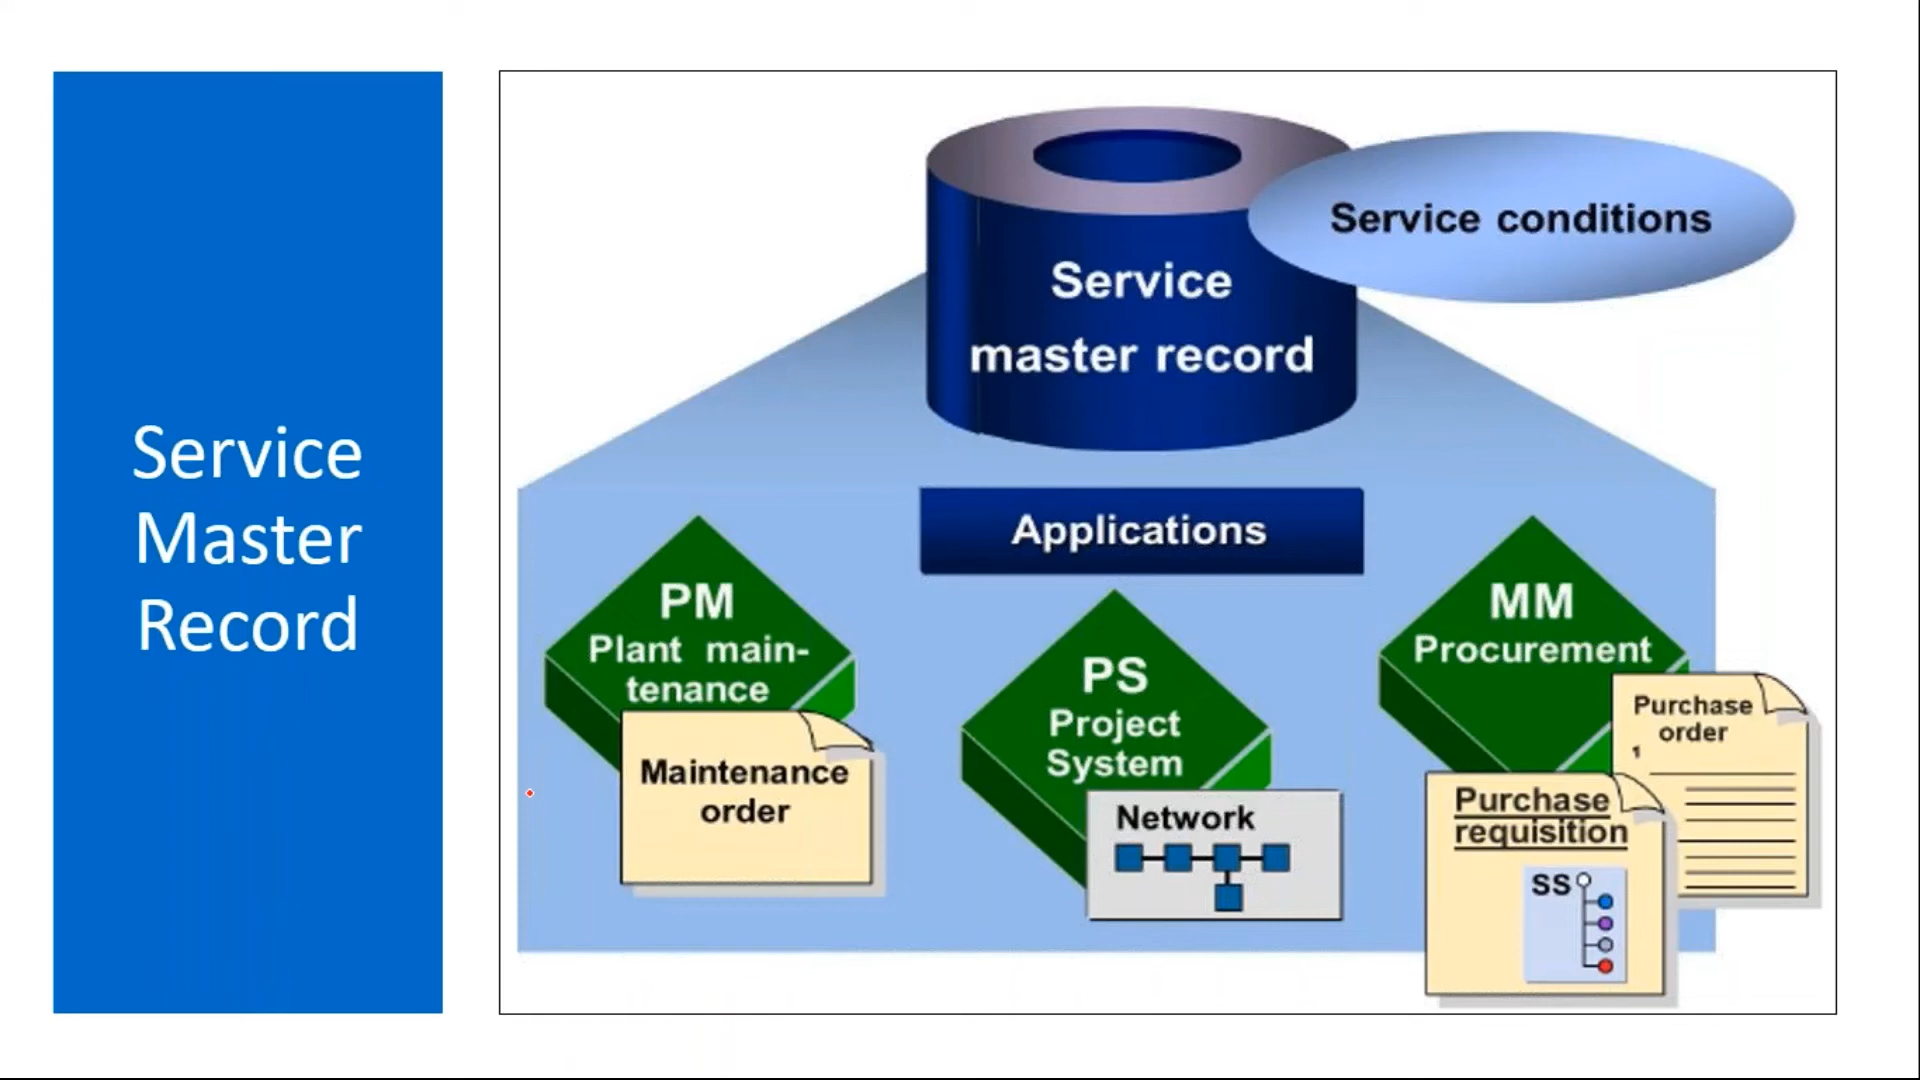 Service
Master
Record
Service
master record
Service conditions
Applications
PM
Plant main-
tenance
Maintenance
order
PS
Project
System
Network
MM
Procurement
Purchase
order
1
Purchase
requisition
SS